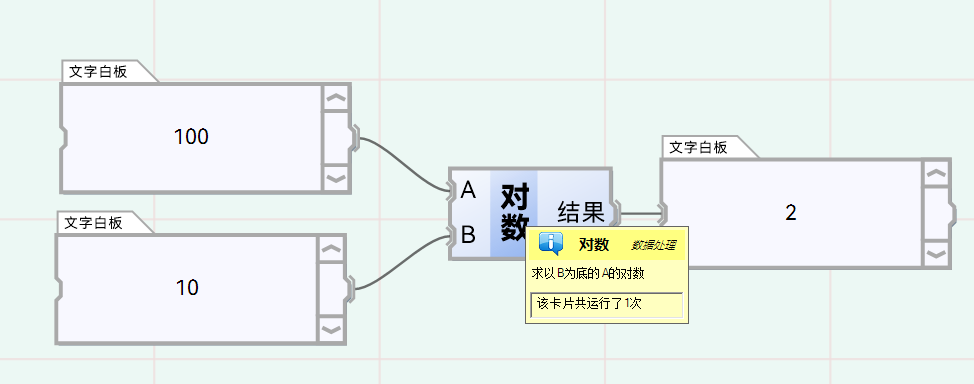 文字白板
100
文字白板
10
A
B
对数
结果
文字白板
2
对数
数据处理
求以B为底的A的对数
该卡片共运行了1次